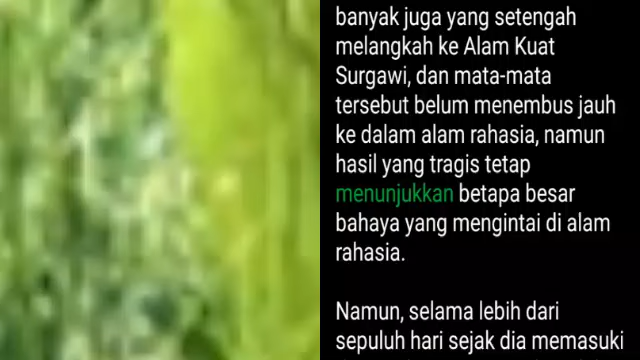 banyak juga yang setengah
melangkah ke Alam Kuat
Surgawi, dan mata-mata
tersebut belum menembus jauh
ke dalam alam rahasia, namun
hasil yang tragis tetap
menunjukkan betapa besar
bahaya yang mengintai di alam
rahasia.
Namun, selama lebih dari
sepuluh hari sejak dia memasuki